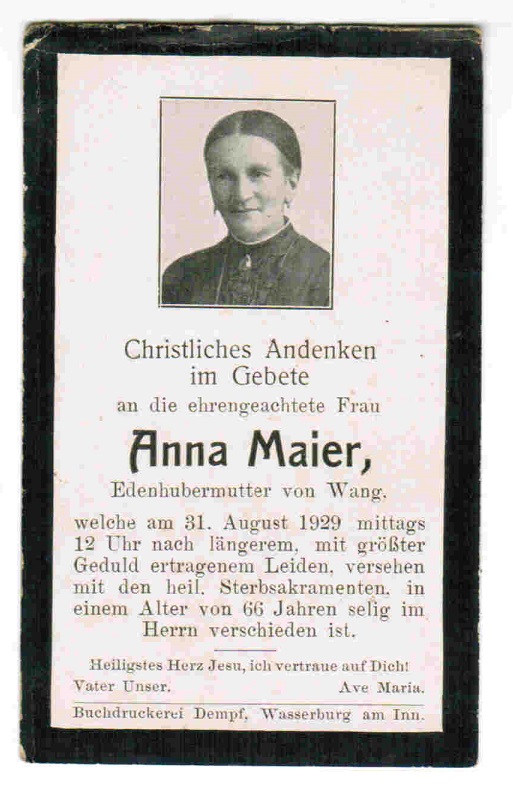 Christliches Andenken
im Gebete
an die ehrengeachtete Frau
Anna Maier,
Edenhubermutter von Wang,
welche am 31. August 1929 mittags
12 Uhr nach längerem, mit größter
Geduld ertragenem Leiden, versehen
mit den heil. Sterbsakramenten, in
einem Alter von 66 Jahren selig im
Herrn verschieden ist.
Heiligstes Herz Jesu, ich vertraue auf Dich!
Vater Unser. Ave Maria.
Buchdruckerei Dempf, Wasserburg am Inn.